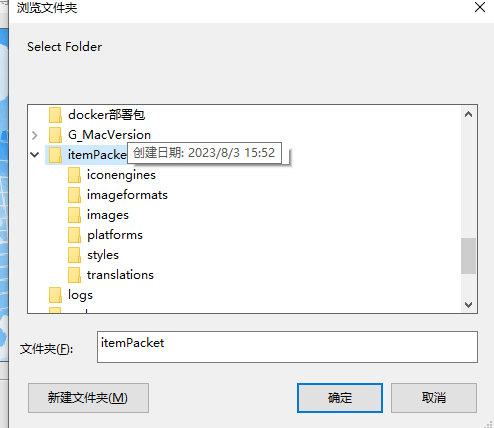 浏览文件夹
Select Folder
docker部署包
G_MacVersion
itemPacke
创建日期: 2023/8/3 15:52
iconengines
imageformats
images
platforms
styles
translations
logs
文件夹(F):
itemPacket
新建文件夹(M)
确定
取消